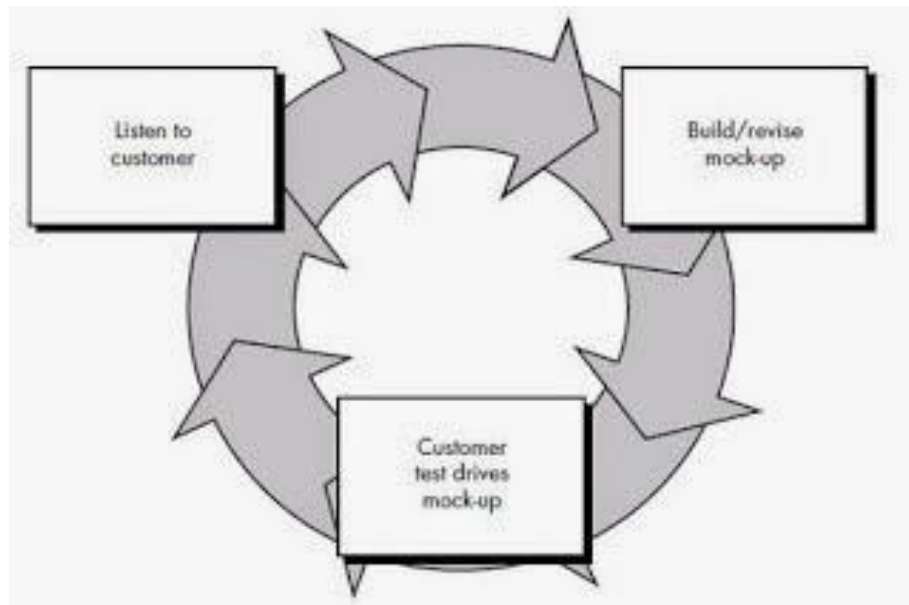 Listen to
customer
Build/revise
mock-up
Customer
test drives
mock-up